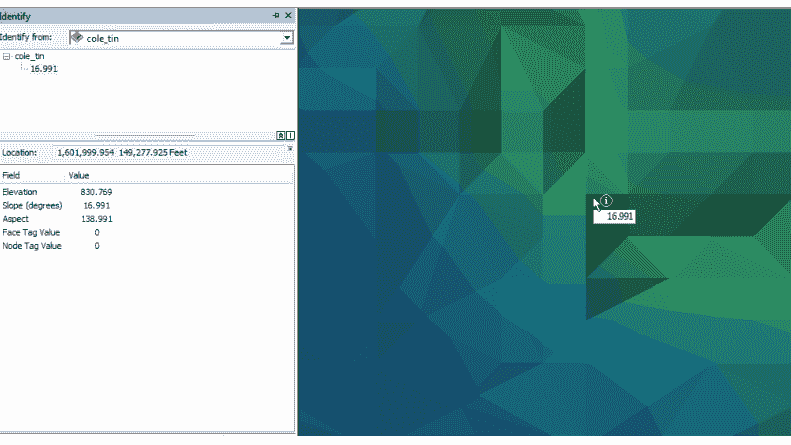 Identify
Identify from: cole_tin
cole_tin
16.991
Location: 1,601,999.954 149,277.925 Feet
Field Value
Elevation 830.769
Slope (degrees) 16.991
Aspect 138.991
Face Tag Value 0
Node Tag Value 0
16.991